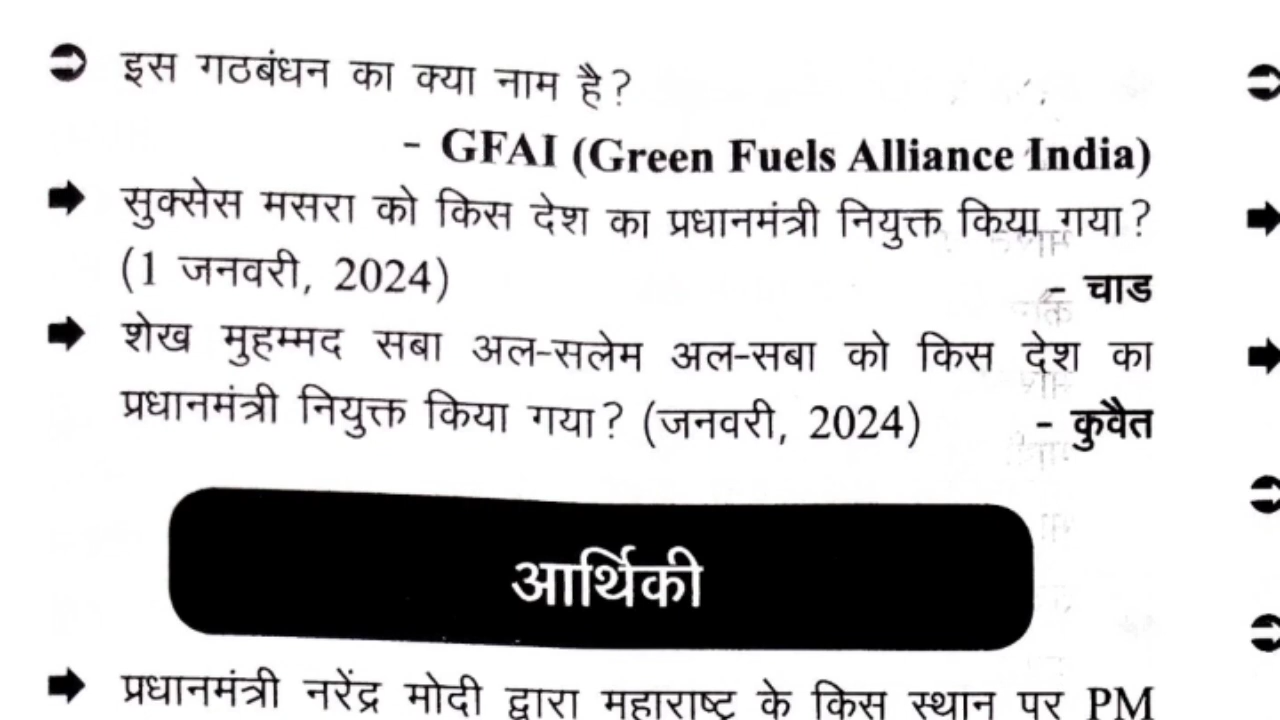 इस गठबंधन का क्या नाम है?
- GFAI (Green Fuels Alliance India)
सुक्सेस मसरा को किस देश का प्रधानमंत्री नियुक्त किया गया?
(1 जनवरी, 2024) - चाड
शेख मुहम्मद सबा अल-सलेम अल-सबा को किस देश का
प्रधानमंत्री नियुक्त किया गया? (जनवरी, 2024) - कुवैत
आर्थिकी
प्रधानमंत्री नरेंद्र मोदी द्वारा महाराष्ट्र के किस स्थान पर PM